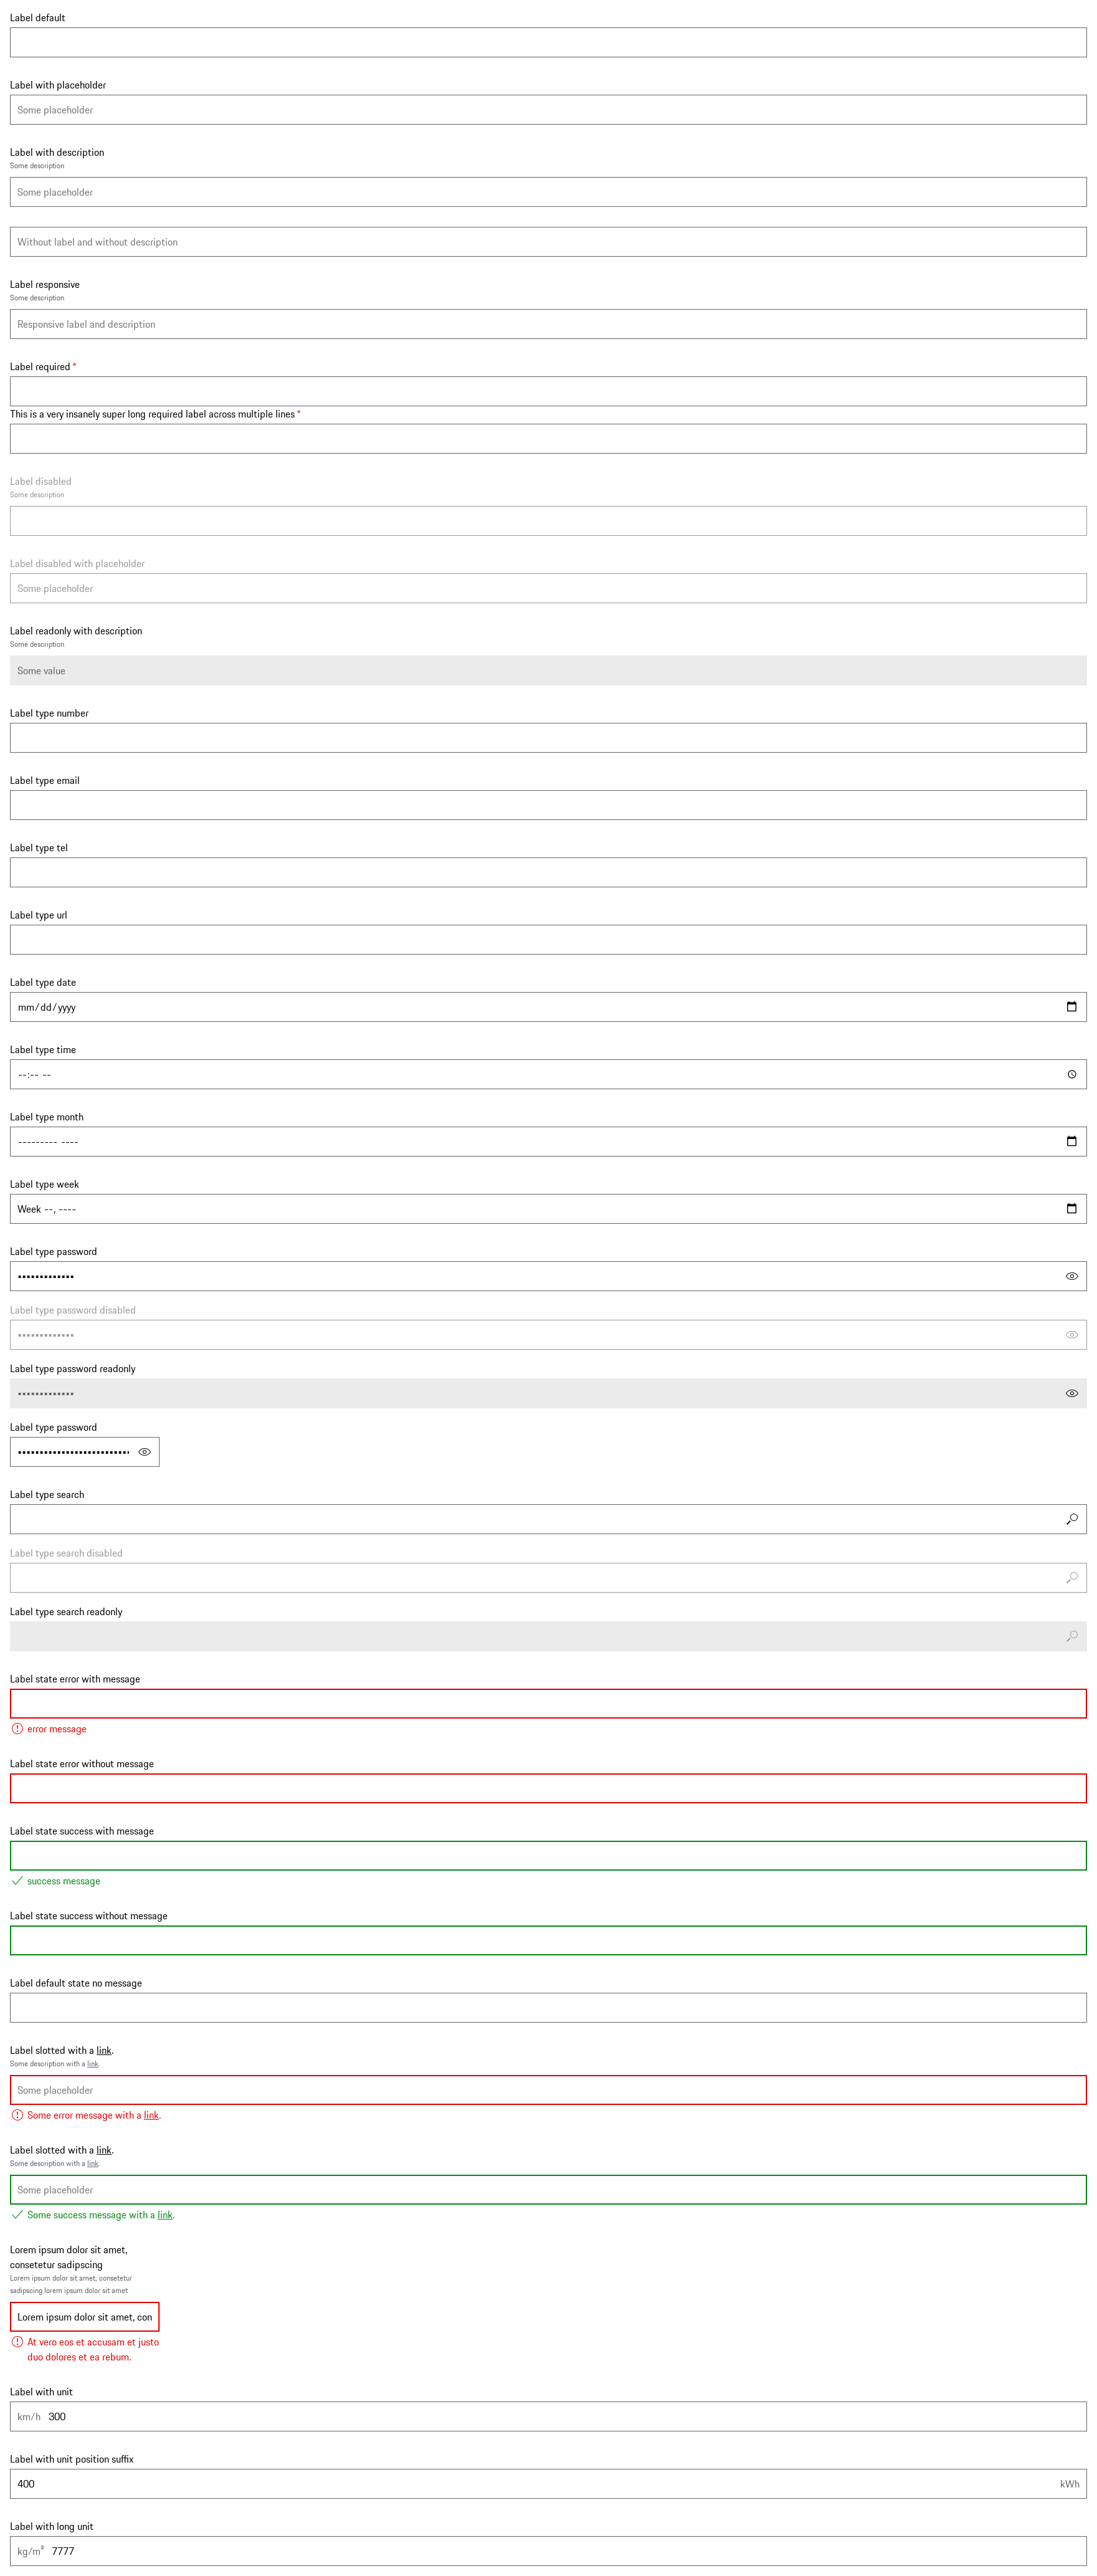 Label default
Label with placeholder
Some placeholder
Label with description
Some description
Some placeholder
Without label and without description
Label responsive
Some description
Responsive label and description
Label required *
This is a very insanely super long required label across multiple lines *
Label disabled
Some description
Label disabled with placeholder
Some placeholder
Label readonly with description
Some description
Some value
Label type number
Label type email
Label type tel
Label type url
Label type date
mm/dd/yyyy
Label type time
--:-- --
Label type month
--------- ----
Label type week
Week --, ----
Label type password
Label type password disabled
Label type password readonly
Label type password
Label type search
Label type search disabled
Label type search readonly
Label state error with message
error message
Label state error without message
Label state success with message
success message
Label state success without message
Label default state no message
Label slotted with a link.
Some description with a link.
Some placeholder
Some error message with a link.
Label slotted with a link.
Some description with a link.
Some placeholder
Some success message with a link.
Lorem ipsum dolor sit amet,
consetetur sadipscing
Lorem ipsum dolor sit amet, consetetur
sadipscing lorem ipsum dolor sit amet
Lorem ipsum dolor sit amet, con
At vero eos et accusam et justo
duo dolores et ea rebum.
Label with unit
km/h 300
Label with unit position suffix
400 kWh
Label with long unit
kg/m³ 7777